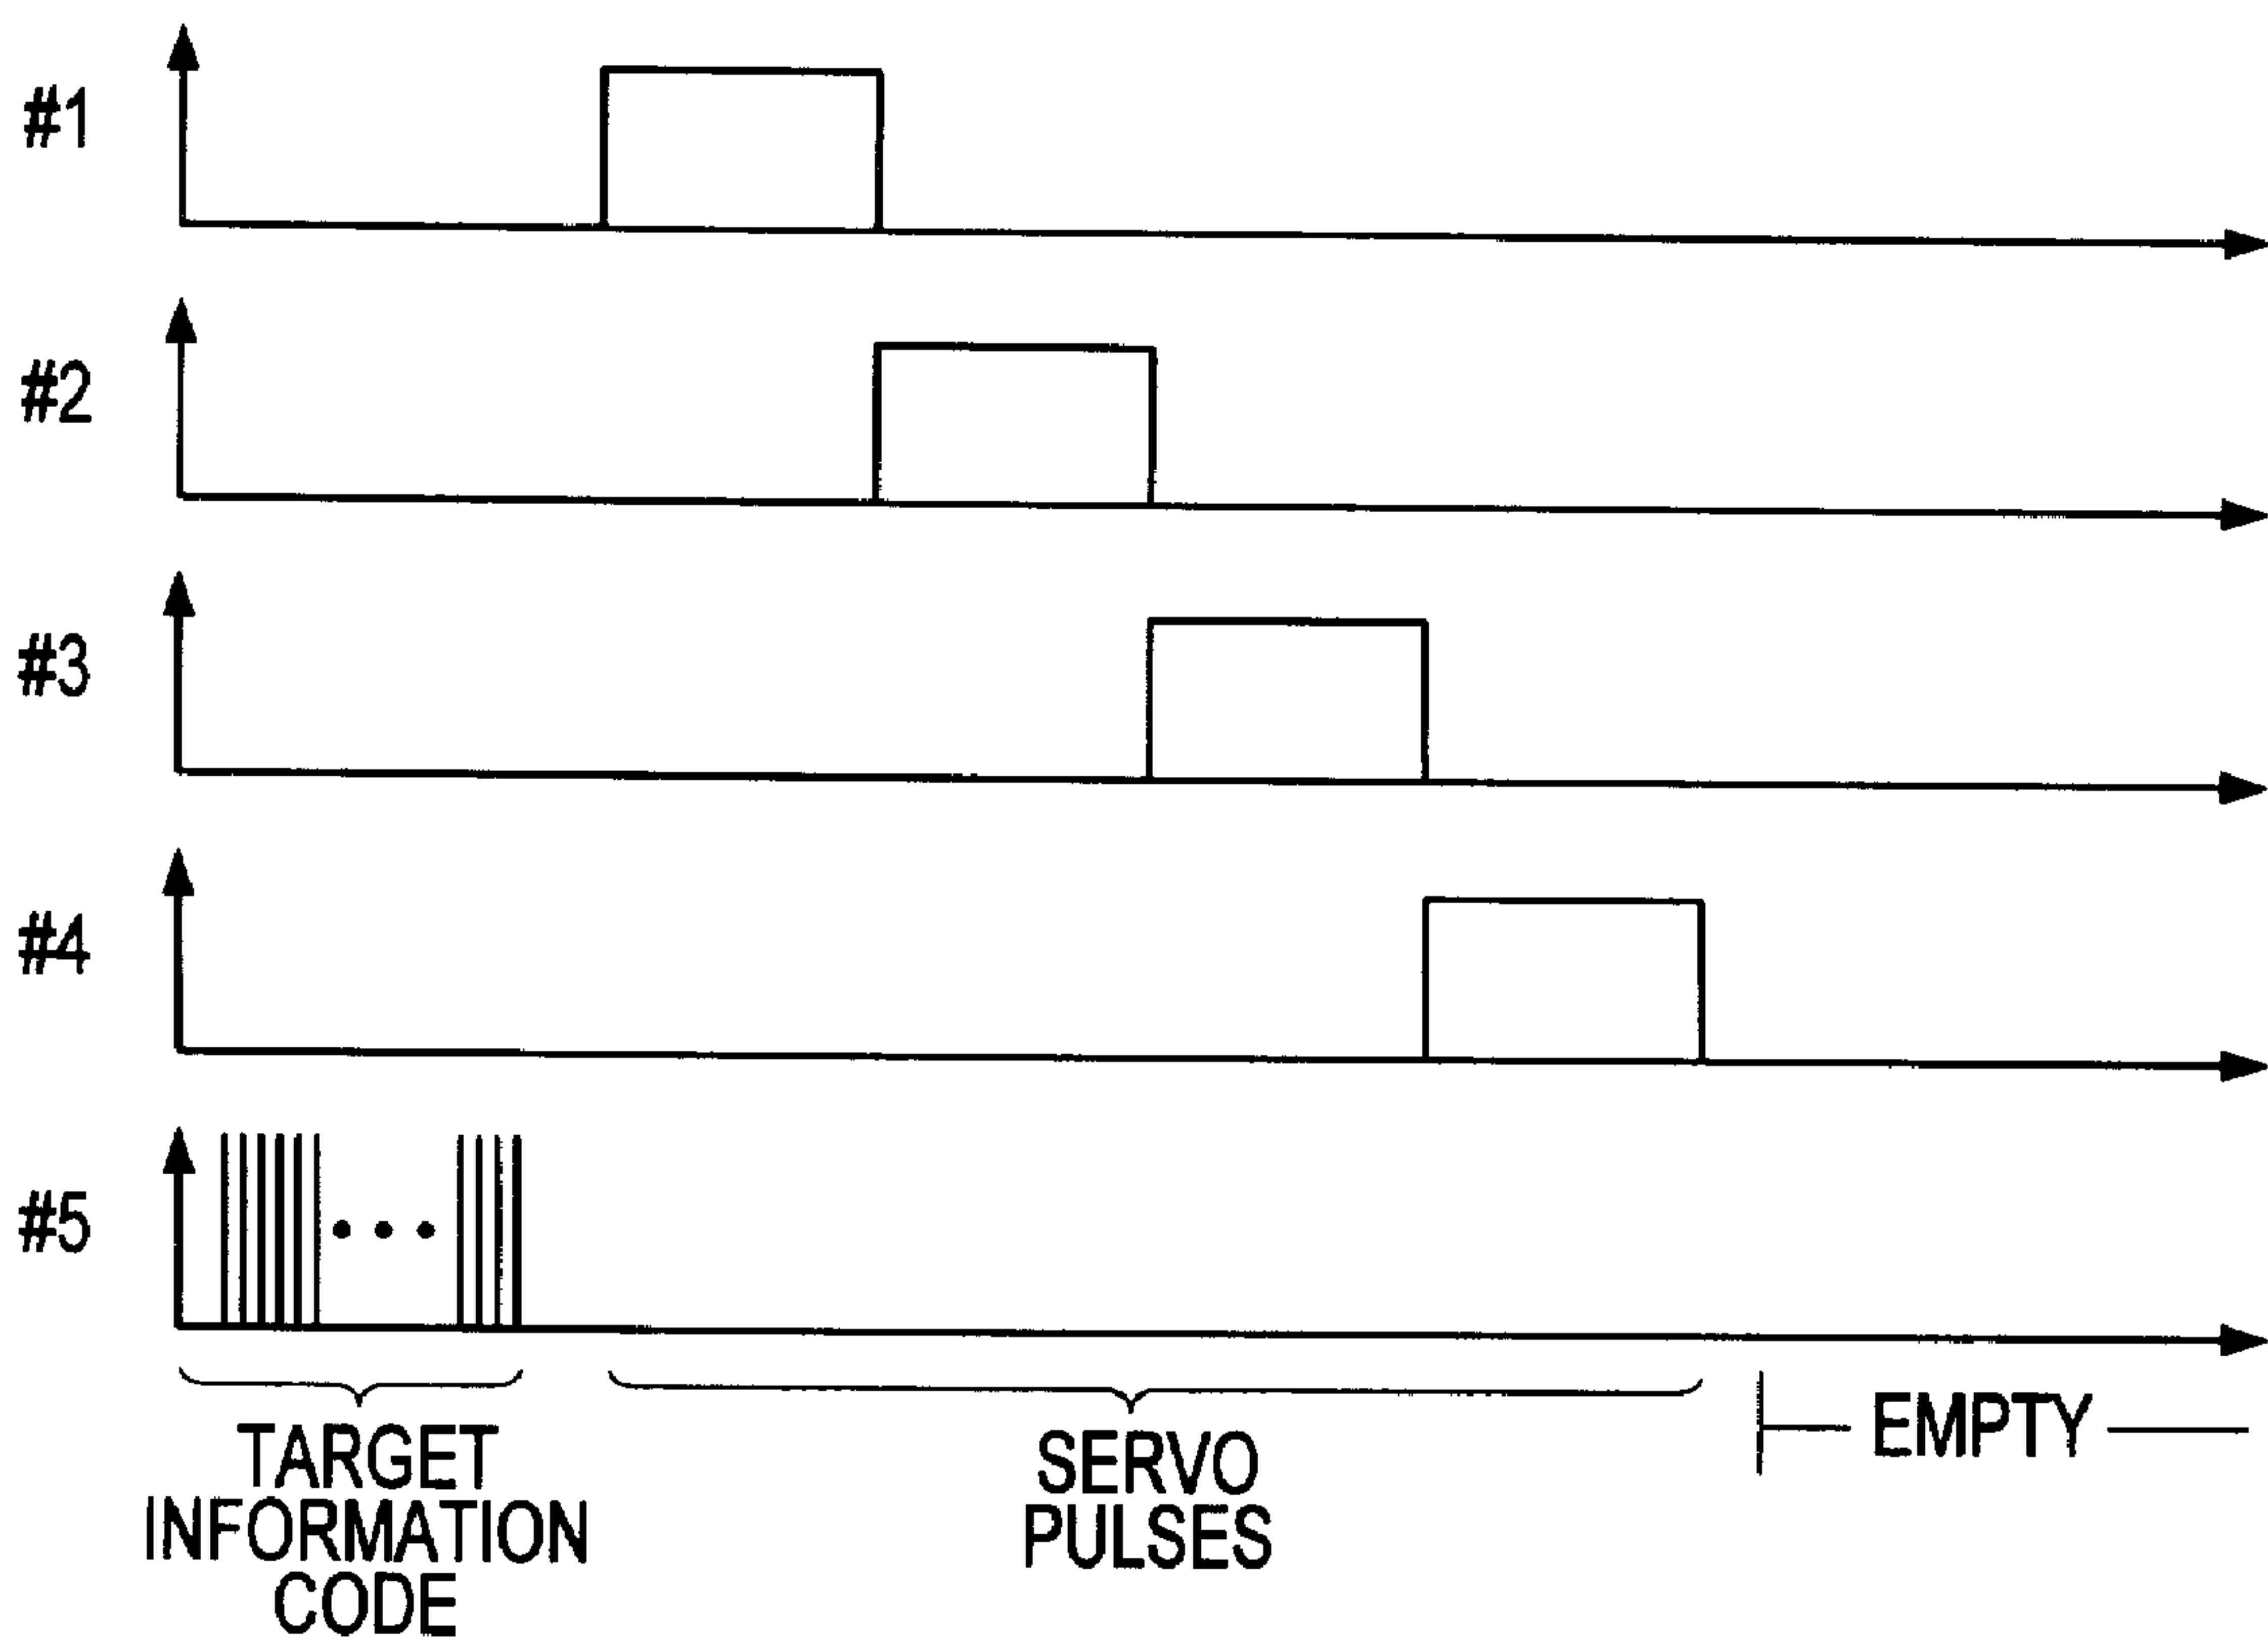 #1
#2
#3
#4
#5
TARGET
INFORMATION
CODE
SERVO
PULSES
EMPTY